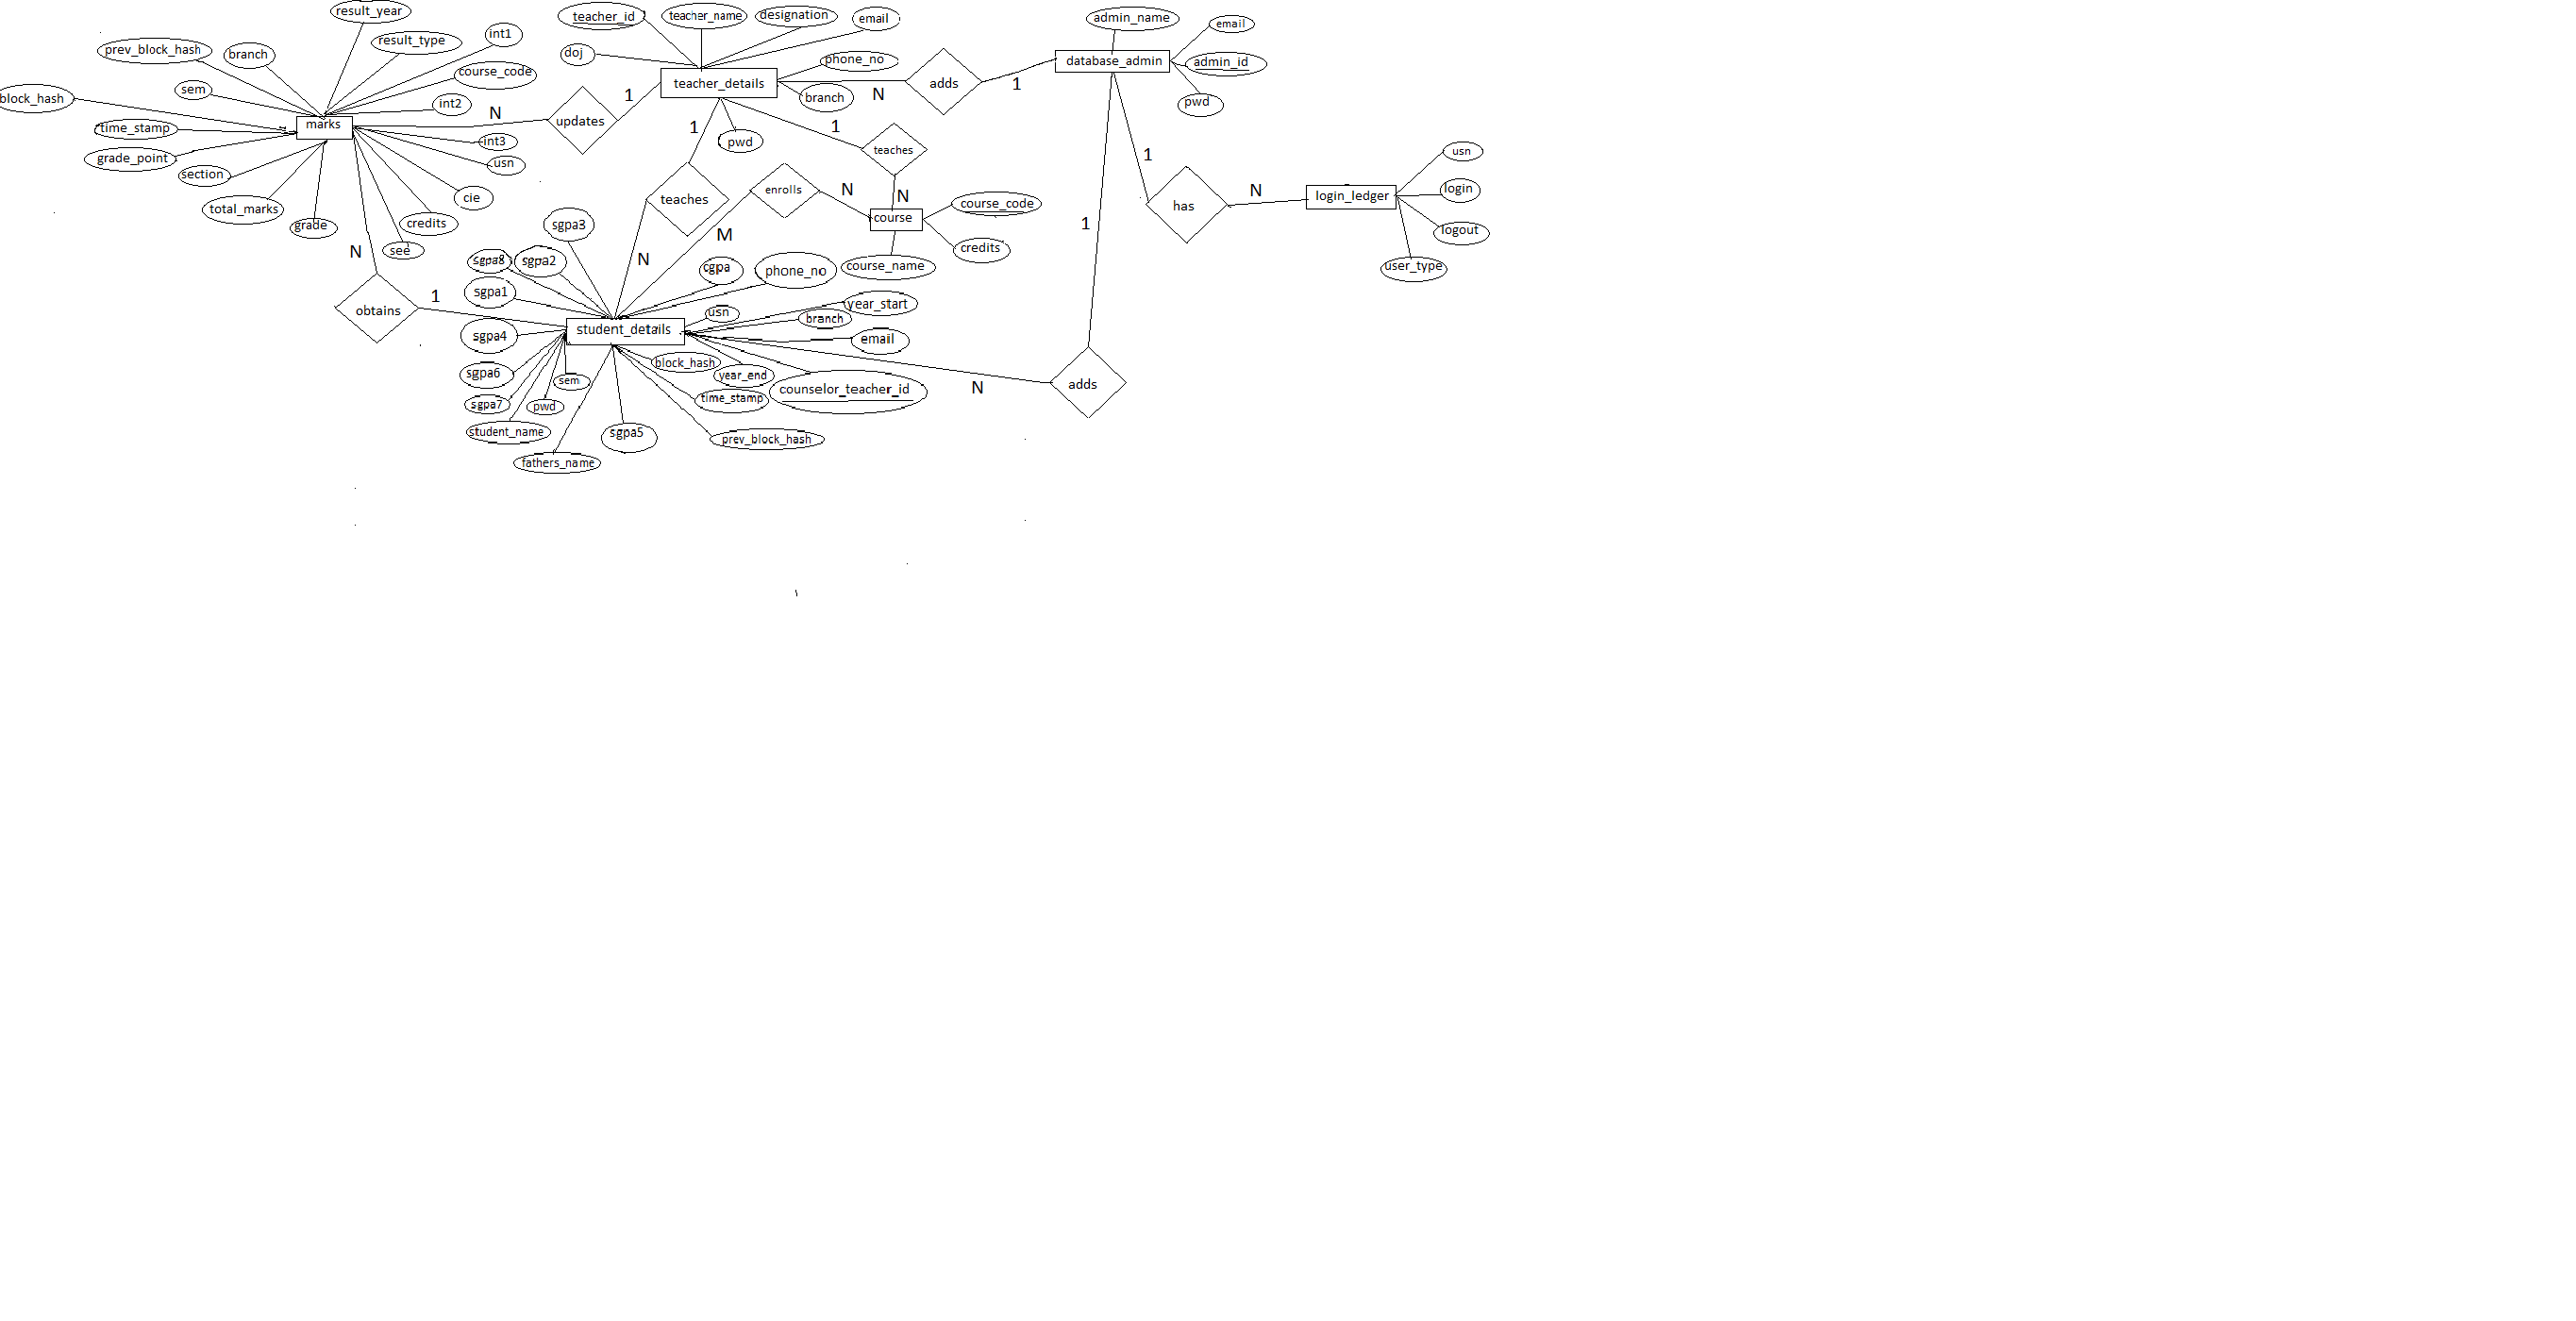 result_year
teacher_id
teacher_name
designation
email
admin_name
email
prev_block_hash
branch
result_type
int1
doj
phone_no
database_admin
admin_id
course_code
teacher_details
adds
1
block_hash
sem
int2
N
1
branch
N
pwd
time_stamp
marks
updates
1
1
int3
pwd
teaches
1
usn
grade_point
section
usn
cie
teaches
enrolls
N
N
course_code
has
N
login_ledger
login
total_marks
grade
credits
see
N
sgpa3
M
N
course
credits
course_name
1
logout
user_type
sgpa8
sgpa2
cgpa
phone_no
sgpa1
1
obtains
usn
year_start
branch
student_details
sgpa4
email
block_hash
year_end
sgpa6
sem
counselor_teacher_id
N
adds
sgpa7
pwd
time_stamp
student_name
sgpa5
prev_block_hash
fathers_name